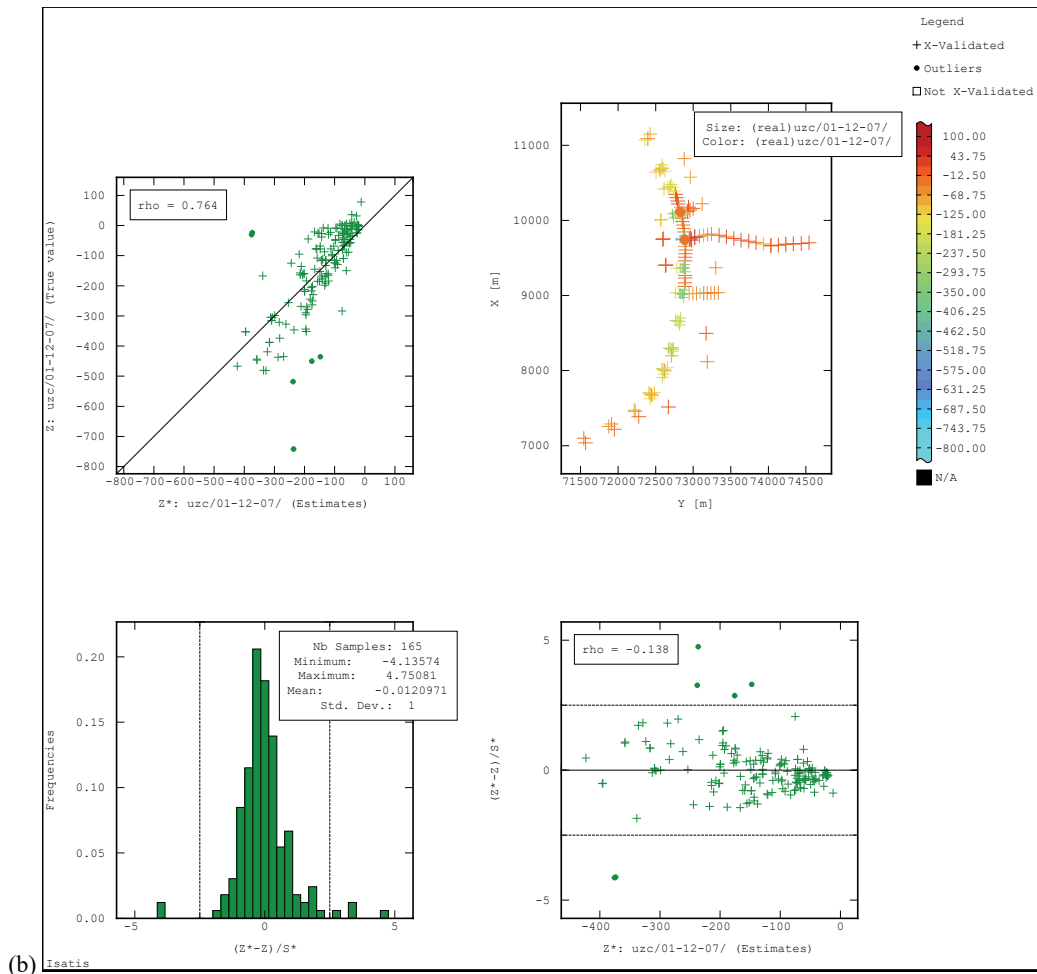 Legend
X-Validated
Outliers
Not X-Validated
100.00
43.75
-12.50
-68.75
-125.00
-181.25
-237.50
-293.75
-350.00
-406.25
-462.50
-518.75
-575.00
-631.25
-687.50
-743.75
-800.00
N/A
rho = 0.764
100
0
-100
-200
-300
-400
-500
-600
-700
-800
-800-700-600-500-400-300-200-100 0 100
Z: uzc/01-12-07/ (True value)
Z*: uzc/01-12-07/ (Estimates)
Size: (real)uzc/01-12-07/
Color: (real)uzc/01-12-07/
11000
10000
9000
8000
7000
71500 72000 72500 73000 73500 74000 74500
X [m]
Y [m]
Nb Samples: 165
Minimum: -4.13574
Maximum: 4.75081
Mean: -0.0120971
Std. Dev.: 1
0.20
0.15
0.10
0.05
0.00
-5 0 5
Frequencies
(Z*-Z)/S*
rho = -0.138
5
0
-5
-400 -300 -200 -100 0
(Z*-Z)/S*
Z*: uzc/01-12-07/ (Estimates)
(b)
Isatis